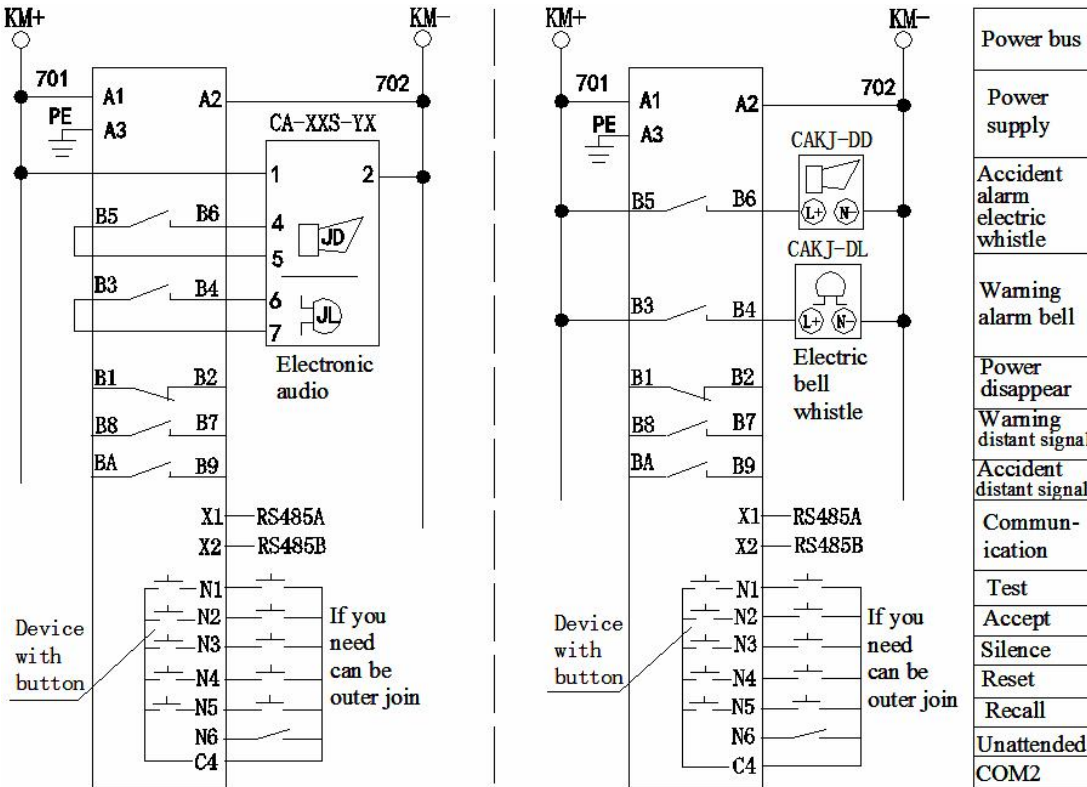 KM+
KM-
701
702
A1
A2
PE
A3
CA-XXS-YX
1
2
B5
B6
4
JD
5
B3
B4
6
JL
7
Electronic
audio
B1
B2
B8
B7
BA
B9
X1
RS485A
X2
RS485B
N1
N2
N3
N4
N5
N6
C4
Device
with
button
If you
need
can be
outer join
KM+
KM-
701
702
A1
A2
PE
A3
CAKJ-DD
B5
B6
L+
N-
CAKJ-DL
B3
B4
L+
N-
Electric
bell
whistle
B1
B2
B8
B7
BA
B9
X1
RS485A
X2
RS485B
N1
N2
N3
N4
N5
N6
C4
Device
with
button
If you
need
can be
outer join
Power bus
Power
supply
Accident
alarm
electric
whistle
Warning
alarm bell
Power
disappear
Warning
distant signal
Accident
distant signal
Commun-
ication
Test
Accept
Silence
Reset
Recall
Unattended
COM2